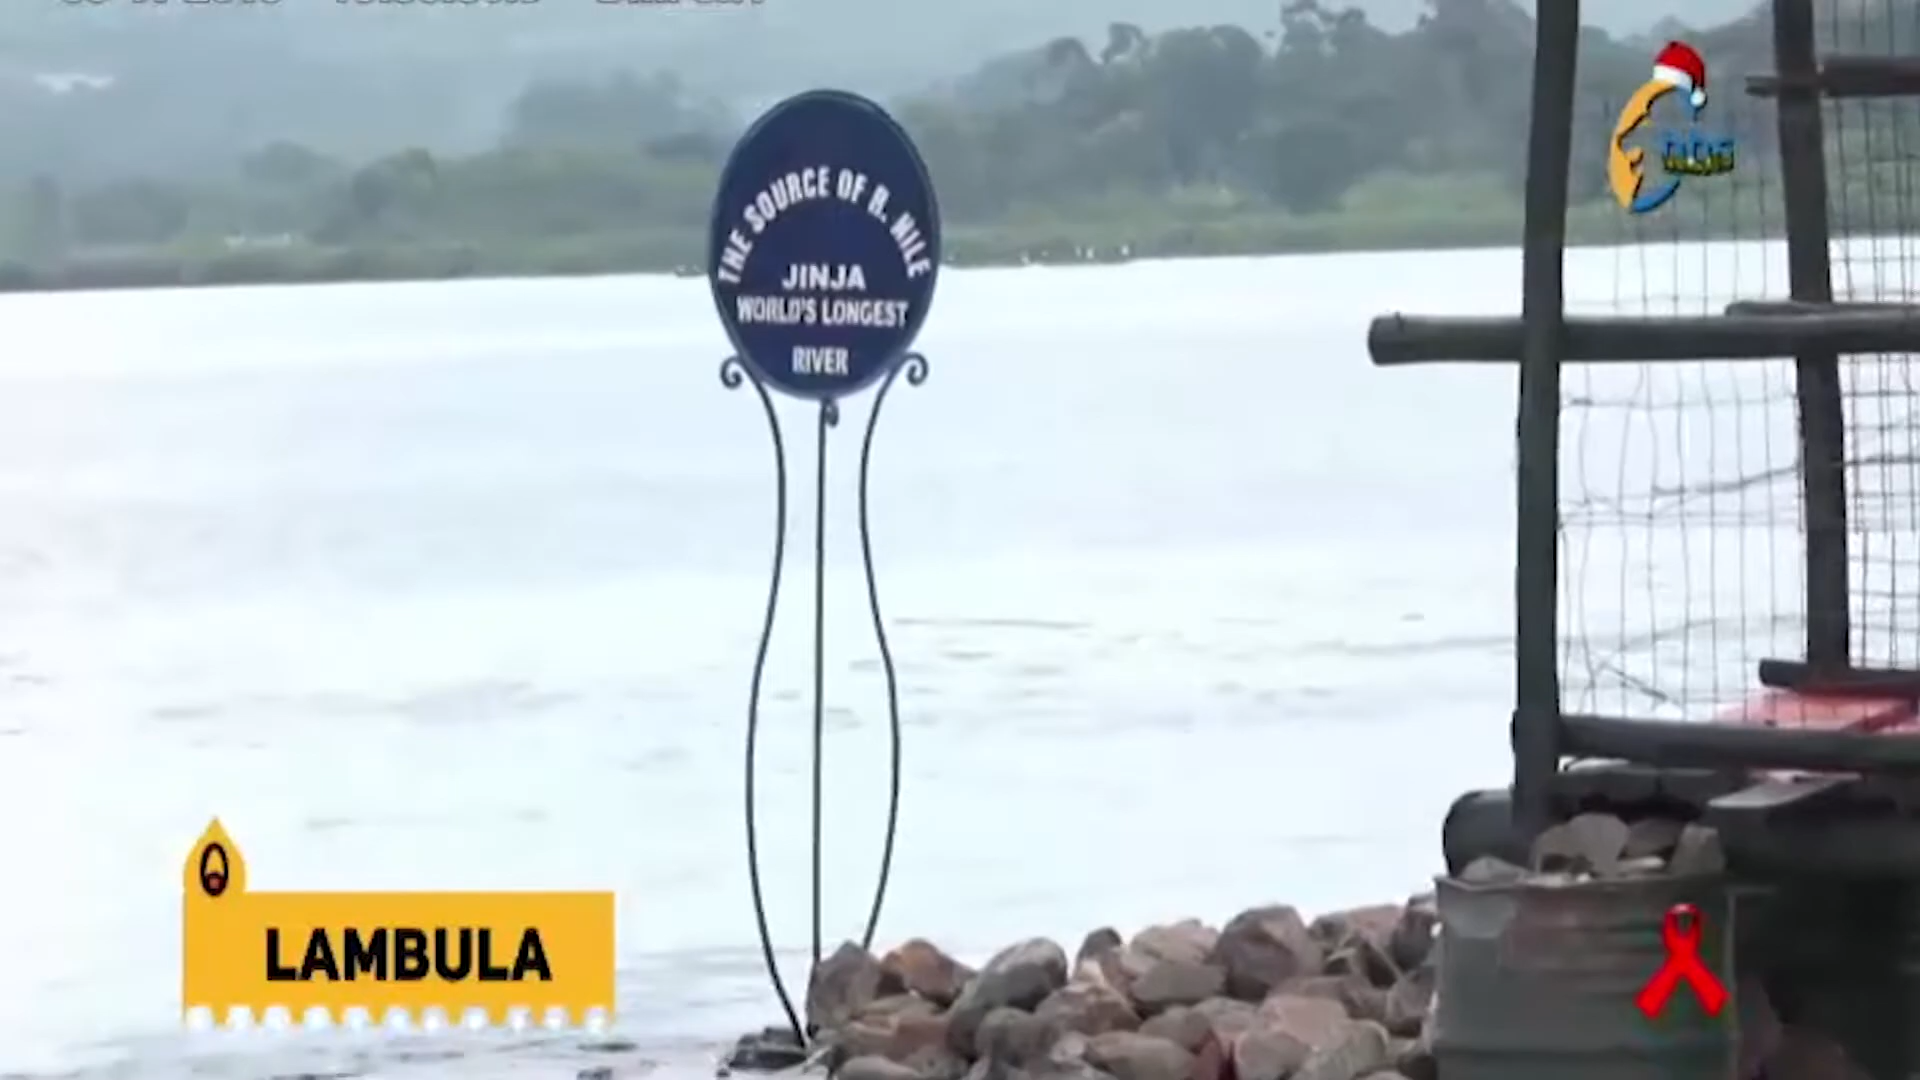 THE SOURCE OF R. NILE
JINJA
WORLD'S LONGEST
RIVER
LAMBULA